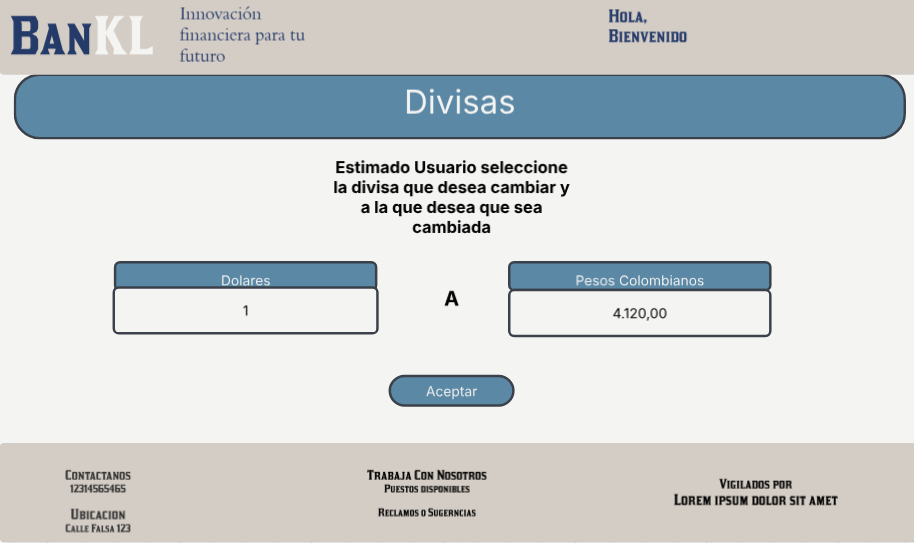 BANKL
Innovación
financiera para tu
futuro
HOLA,
BIENVENIDO
Divisas
Estimado Usuario seleccione
la divisa que desea cambiar y
a la que desea que sea
cambiada
Dolares
1
A
Pesos Colombianos
4.120,00
Aceptar
CONTACTANOS
12314565465
UBICACION
CALLE FALSA 123
TRABAJA CON NOSOTROS
PUESTOS DISPONIBLES
RECLAMOS O SUGERNCIAS
VIGILADOS POR
LOREM IPSUM DOLOR SIT AMET